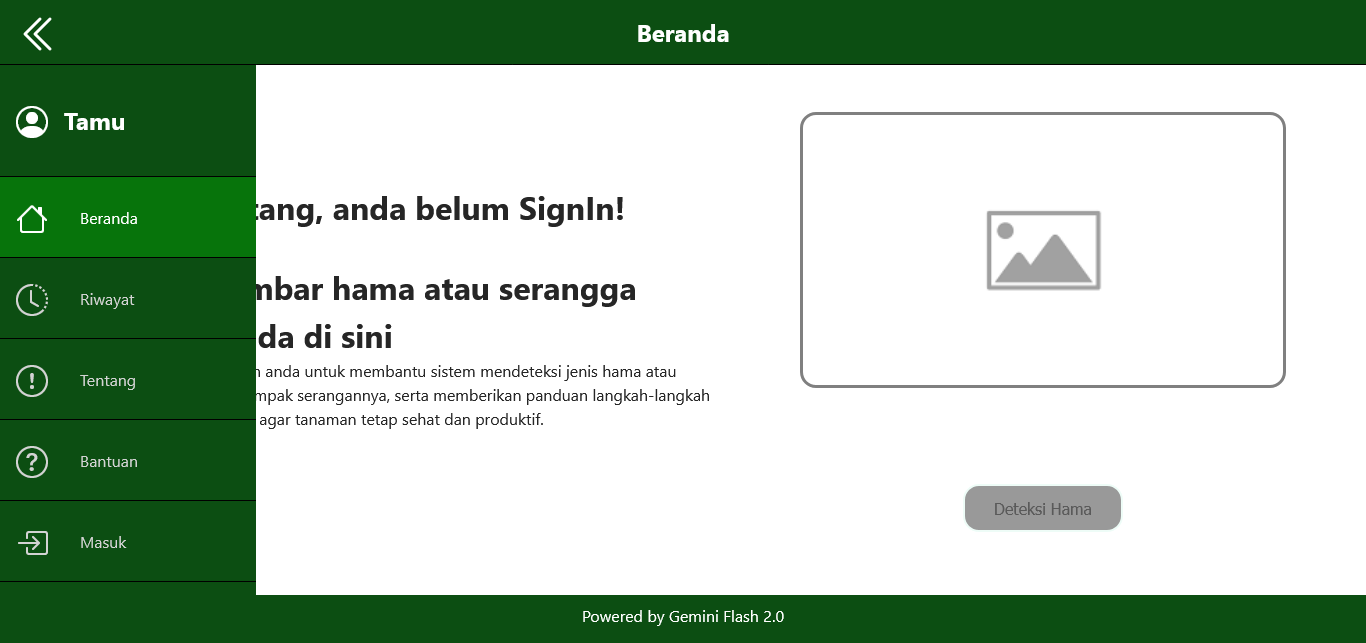 Beranda
Tamu
Beranda
Riwayat
Tentang
Bantuan
Masuk
tang, anda belum SignIn!
mbar hama atau serangga
da di sini
n anda untuk membantu sistem mendeteksi jenis hama atau
mpak serangannya, serta memberikan panduan langkah-langkah
agar tanaman tetap sehat dan produktif.
Deteksi Hama
Powered by Gemini Flash 2.0